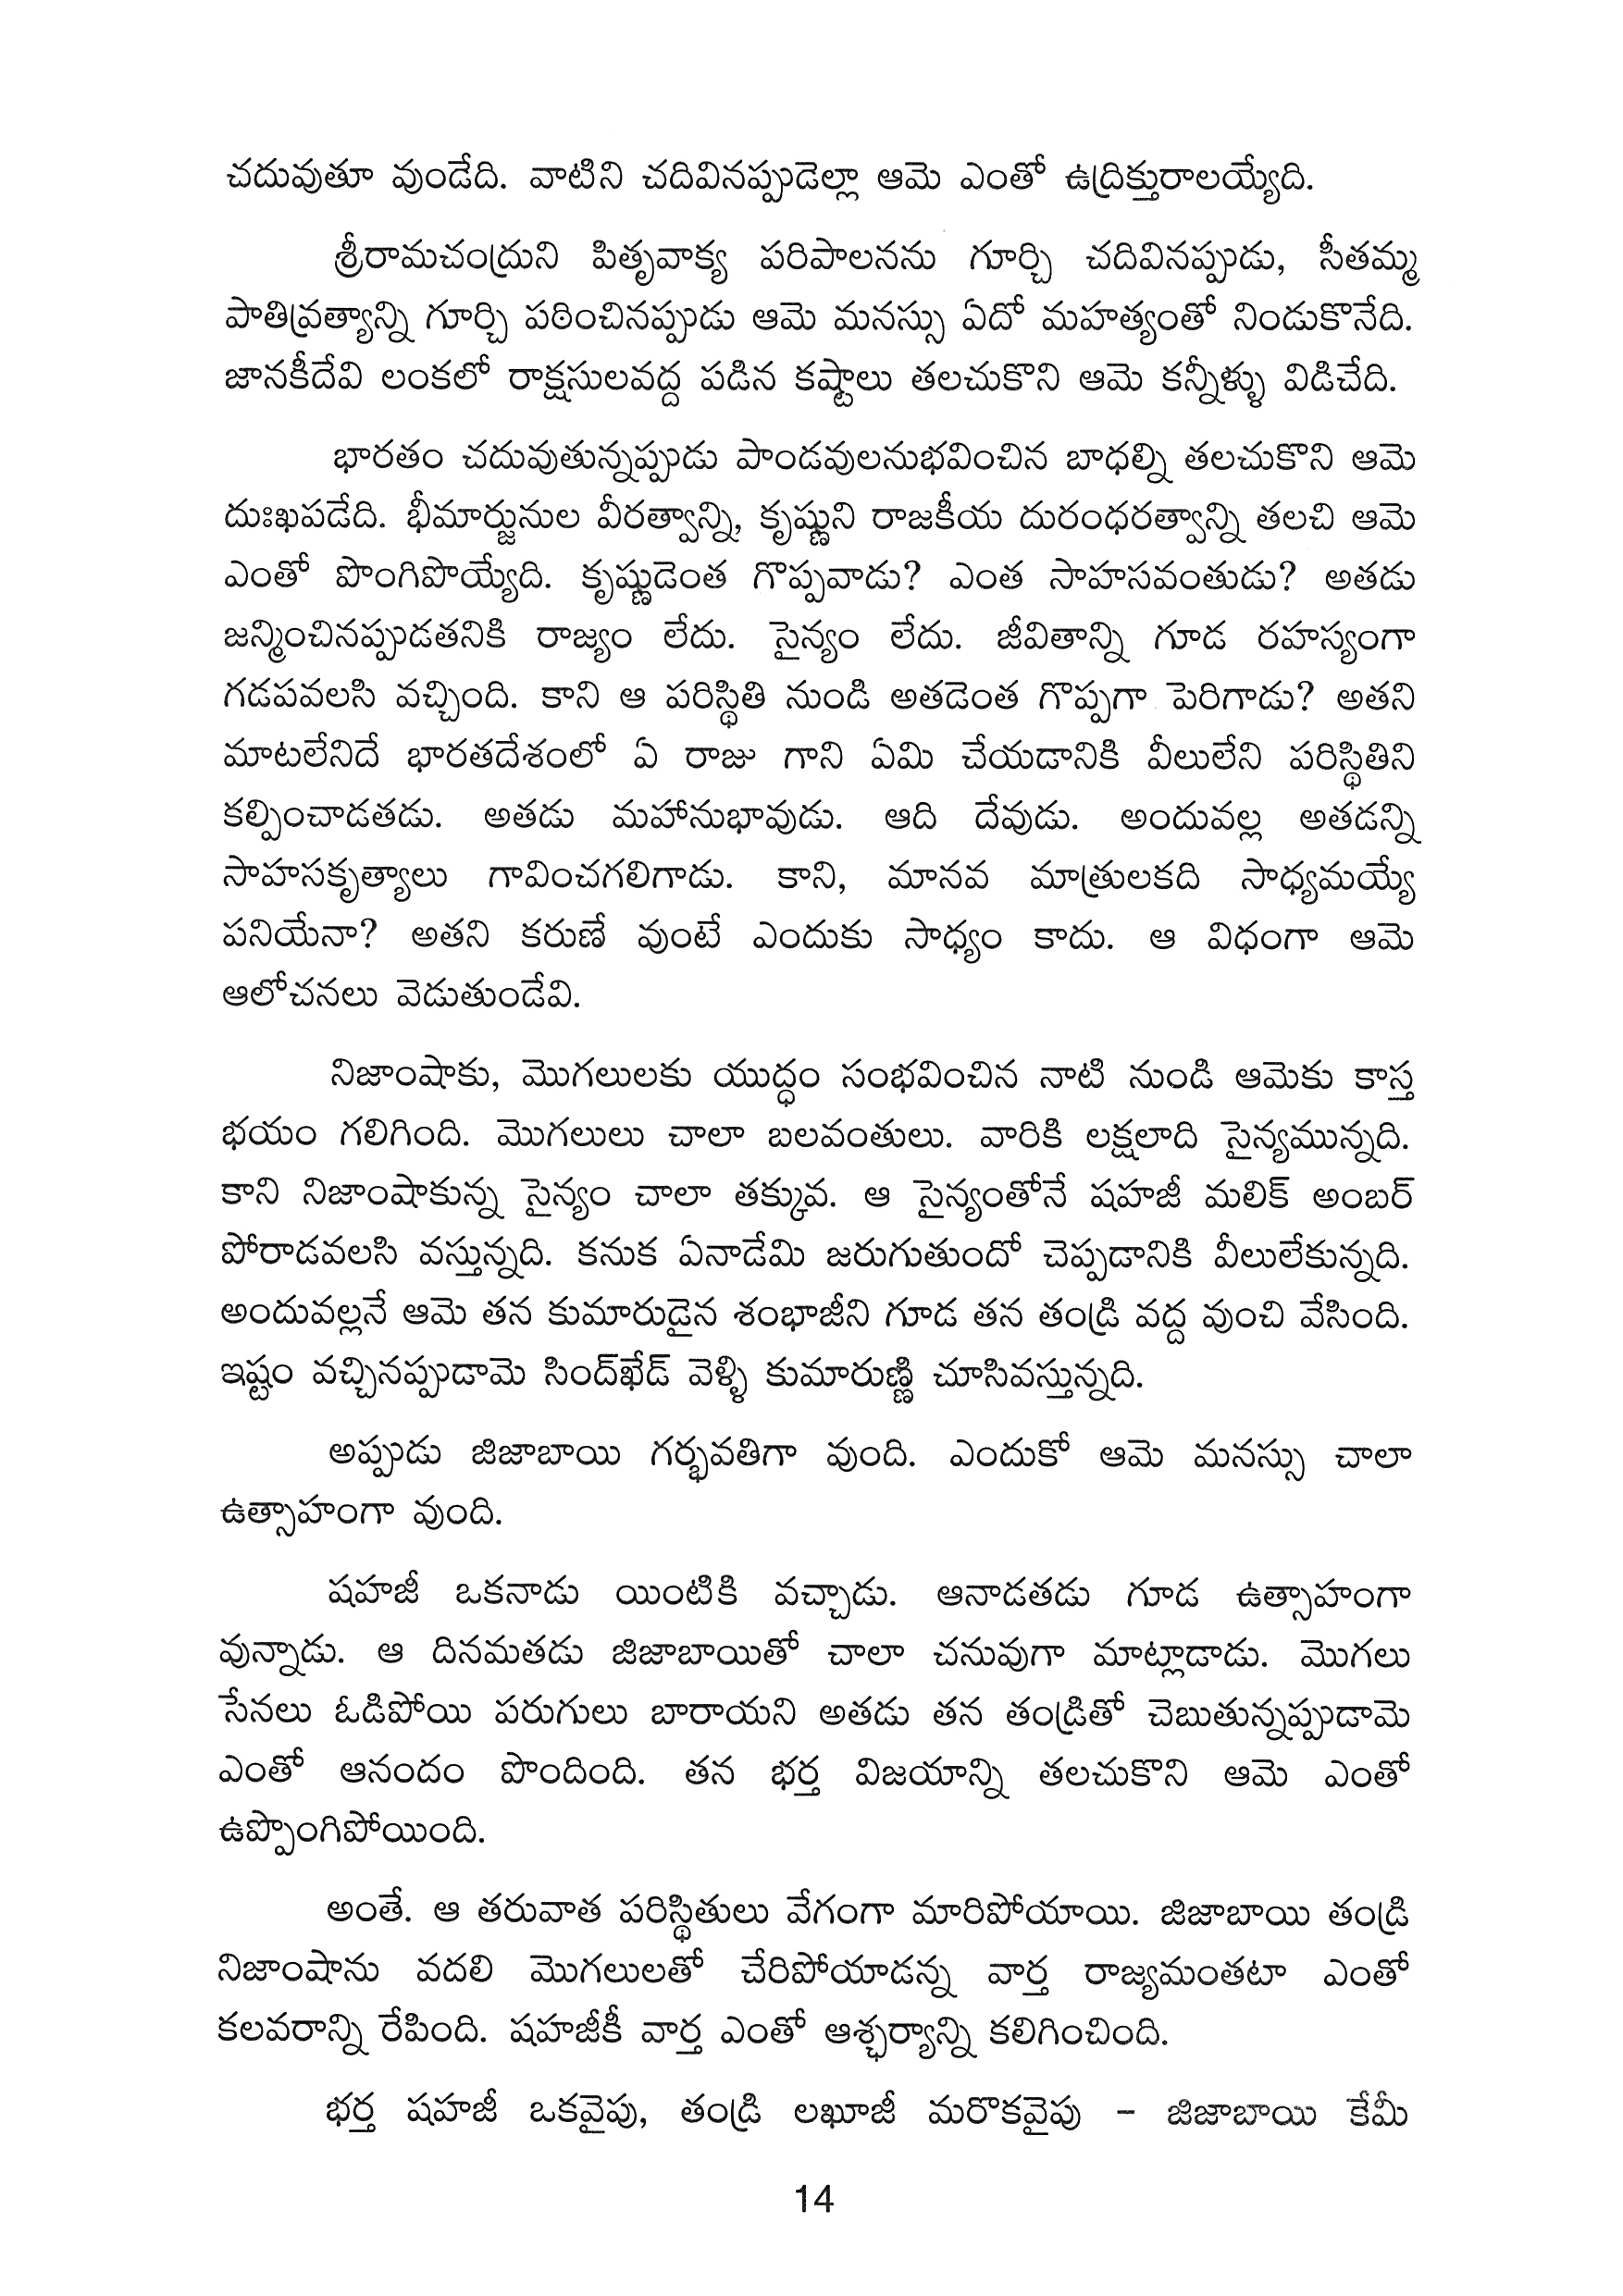 చదువుతూ వుండేది. వాటిని చదివినప్పుడెల్లా ఆమె ఎంతో ఉద్రిక్తురాలయ్యేది.
శ్రీరామచంద్రుని పితృవాక్య పరిపాలనను గూర్చి చదివినప్పుడు, సీతమ్మ
పాతివ్రత్యాన్ని గూర్చి పఠించినప్పుడు ఆమె మనస్సు ఏదో మహత్యంతో నిండుకొనేది.
జానకీదేవి లంకలో రాక్షసులవద్ద పడిన కష్టాలు తలచుకొని ఆమె కన్నీళ్ళు విడిచేది.
భారతం చదువుతున్నప్పుడు పాండవులనుభవించిన బాధల్ని తలచుకొని ఆమె
దుఃఖపడేది. భీమార్జునుల వీరత్వాన్ని, కృష్ణుని రాజకీయ దురంధరత్వాన్ని తలచి ఆమె
ఎంతో పొంగిపొయ్యేది. కృష్ణుడెంత గొప్పవాడు? ఎంత సాహసవంతుడు? అతడు
జన్మించినప్పుడతనికి రాజ్యం లేదు. సైన్యం లేదు. జీవితాన్ని గూడ రహస్యంగా
గడపవలసి వచ్చింది. కాని ఆ పరిస్థితి నుండి అతడెంత గొప్పగా పెరిగాడు? అతని
మాటలేనిదే భారతదేశంలో ఏ రాజు గాని ఏమి చేయడానికి వీలులేని పరిస్థితిని
కల్పించాడతడు. అతడు మహానుభావుడు. ఆది దేవుడు. అందువల్ల అతడన్ని
సాహసకృత్యాలు గావించగలిగాడు. కాని, మానవ మాత్రులకది సాధ్యమయ్యే
పనియేనా? అతని కరుణే వుంటే ఎందుకు సాధ్యం కాదు. ఆ విధంగా ఆమె
ఆలోచనలు వెడుతుండేవి.
నిజాంషాకు, మొగలులకు యుద్ధం సంభవించిన నాటి నుండి ఆమెకు కాస్త
భయం గలిగింది. మొగలులు చాలా బలవంతులు. వారికి లక్షలాది సైన్యమున్నది.
కాని నిజాంషాకున్న సైన్యం చాలా తక్కువ. ఆ సైన్యంతోనే షహజీ మలిక్ అంబర్
పోరాడవలసి వస్తున్నది. కనుక ఏనాడేమి జరుగుతుందో చెప్పడానికి వీలులేకున్నది.
అందువల్లనే ఆమె తన కుమారుడైన శంభాజీని గూడ తన తండ్రి వద్ద వుంచి వేసింది.
ఇష్టం వచ్చినప్పుడామె సింద్‌ఖేడ్ వెళ్ళి కుమారుణ్ణి చూసివస్తున్నది.
అప్పుడు జిజాబాయి గర్భవతిగా వుంది. ఎందుకో ఆమె మనస్సు చాలా
ఉత్సాహంగా వుంది.
షహజీ ఒకనాడు యింటికి వచ్చాడు. ఆనాడతడు గూడ ఉత్సాహంగా
వున్నాడు. ఆ దినమతడు జిజాబాయితో చాలా చనువుగా మాట్లాడాడు. మొగలు
సేనలు ఓడిపోయి పరుగులు బారాయని అతడు తన తండ్రితో చెబుతున్నప్పుడామె
ఎంతో ఆనందం పొందింది. తన భర్త విజయాన్ని తలచుకొని ఆమె ఎంతో
ఉప్పొంగిపోయింది.
అంతే. ఆ తరువాత పరిస్థితులు వేగంగా మారిపోయాయి. జిజాబాయి తండ్రి
నిజాంషాను వదలి మొగలులతో చేరిపోయాడన్న వార్త రాజ్యమంతటా ఎంతో
కలవరాన్ని రేపింది. షహజీకీ వార్త ఎంతో ఆశ్చర్యాన్ని కలిగించింది.
భర్త షహజీ ఒకవైపు, తండ్రి లఖూజీ మరొకవైపు - జిజాబాయి కేమీ
14